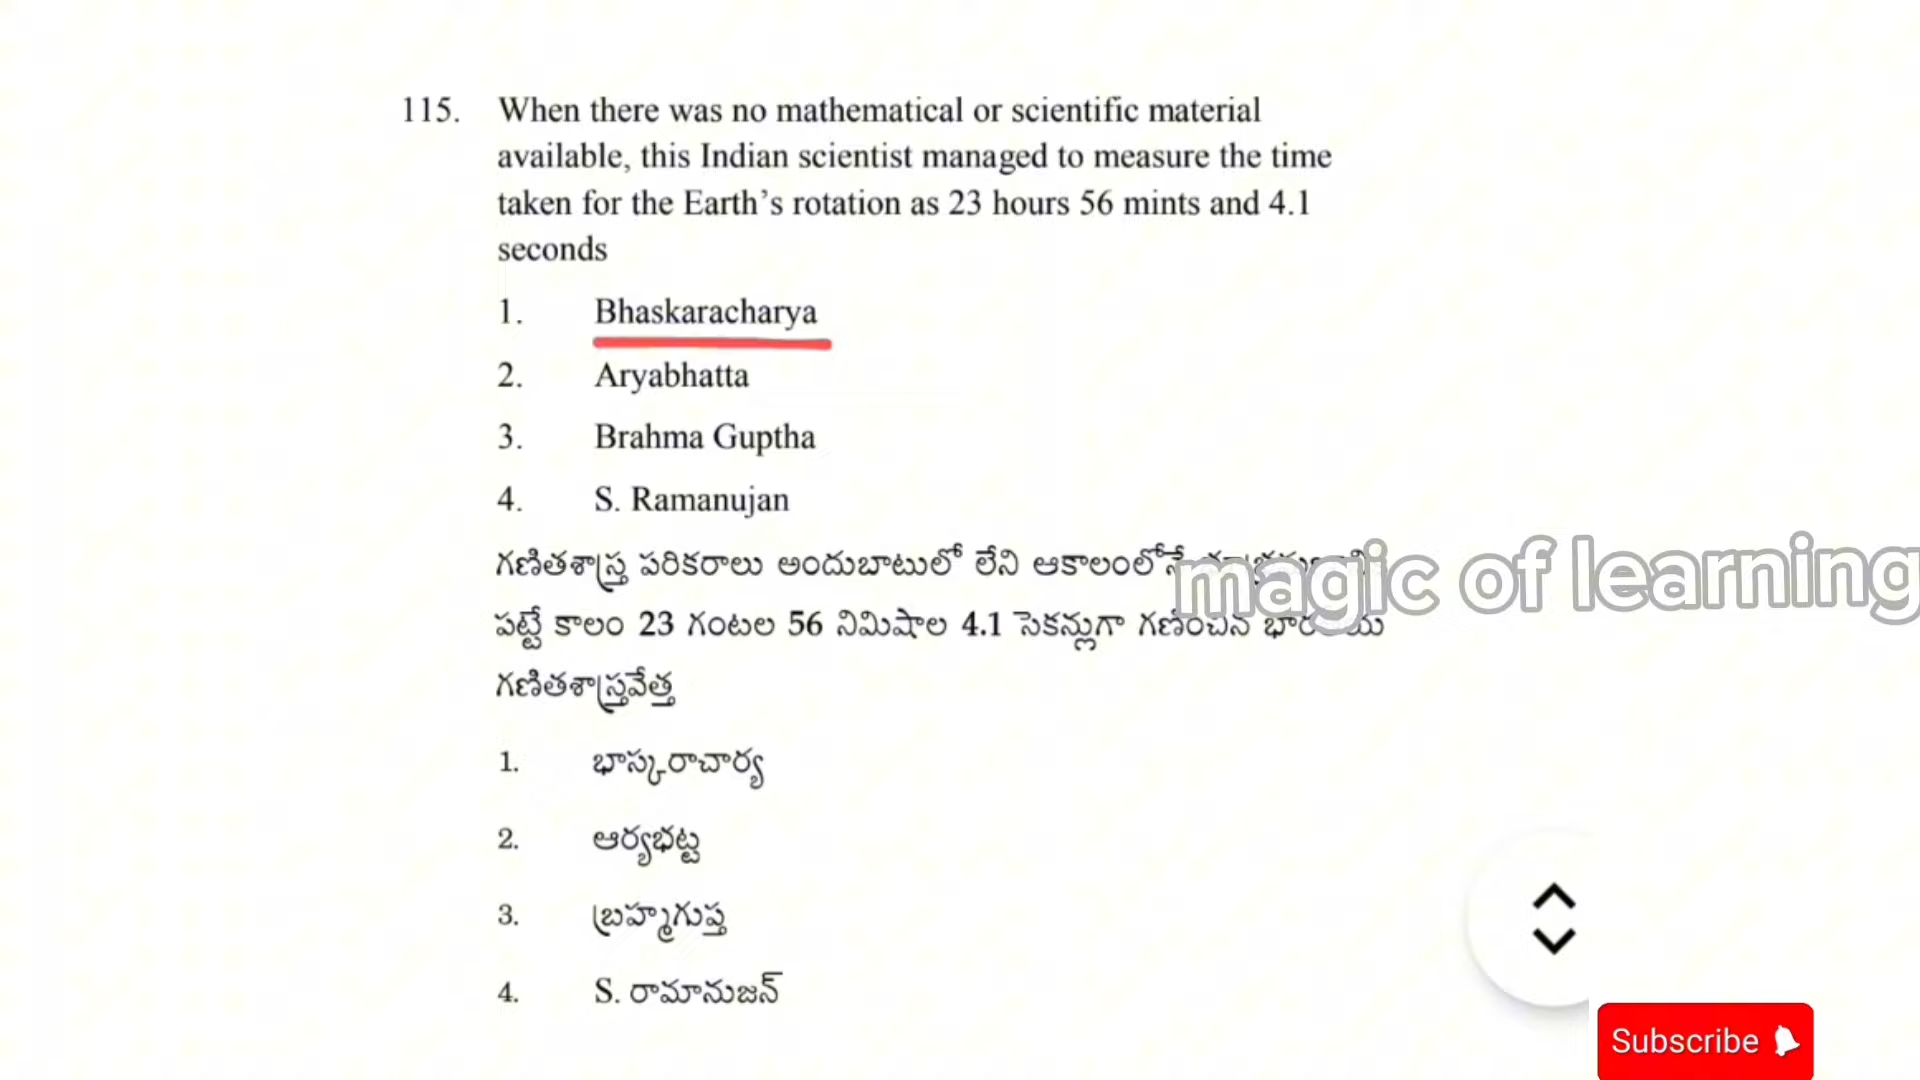 115. When there was no mathematical or scientific material
available, this Indian scientist managed to measure the time
taken for the Earth’s rotation as 23 hours 56 mints and 4.1
seconds
1. Bhaskaracharya
2. Aryabhatta
3. Brahma Guptha
4. S. Ramanujan
గణితశాస్త్ర పరికరాలు అందుబాటులో లేని ఆకాలంలోనే
magic of learning
పట్టే కాలం 23 గంటల 56 నిమిషాల 4.1 సెకన్లుగా గణించిన
గణితశాస్త్రవేత్త
1. భాస్కరాచార్య
2. ఆర్యభట్ట
3. బ్రహ్మగుప్త
4. S. రామానుజన్
Subscribe